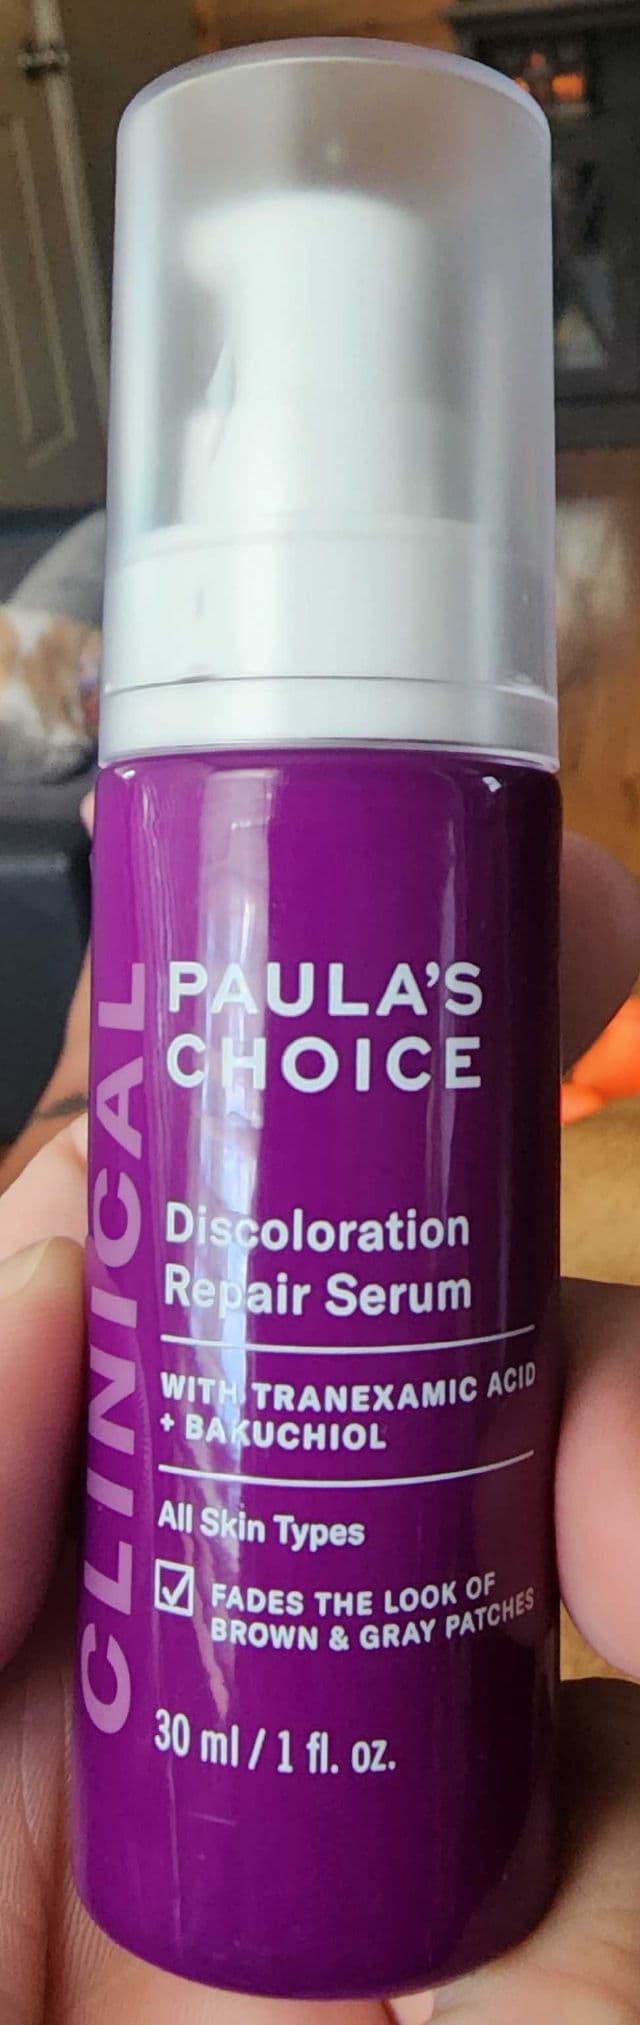 PAULA'S
CHOICE
CLINICAL
Discoloration
Repair Serum
WITH TRANEXAMIC ACID
+ BAKUCHIOL
All Skin Types
FADES THE LOOK OF
BROWN & GRAY PATCHES
30 ml / 1 fl. oz.